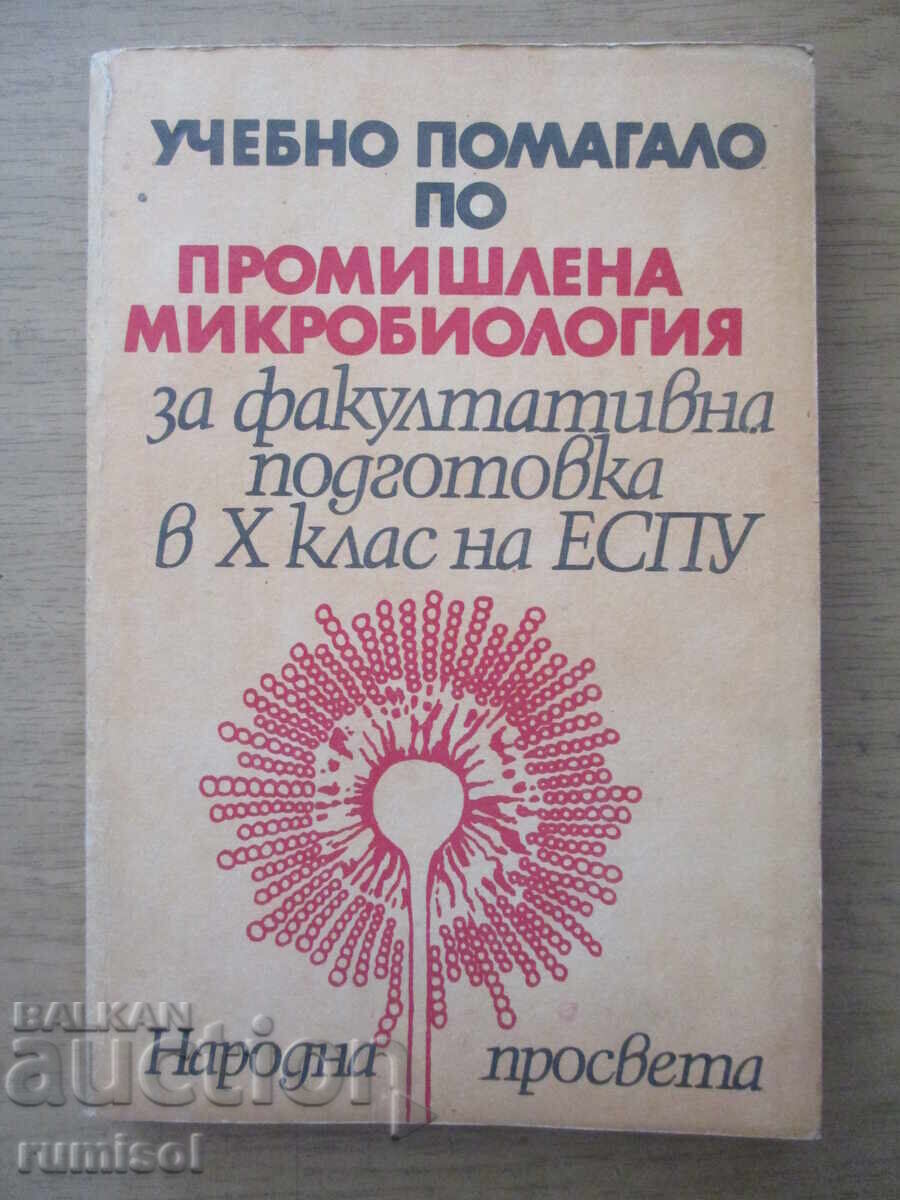 УЧЕБНО ПОМАГАЛО
ПО
ПРОМИШЛЕНА
МИКРОБИОЛОГИЯ
за факултативна
подготовка
в X клас на ЕСПУ
Народна просвета
BALKAN
auction
rumisol